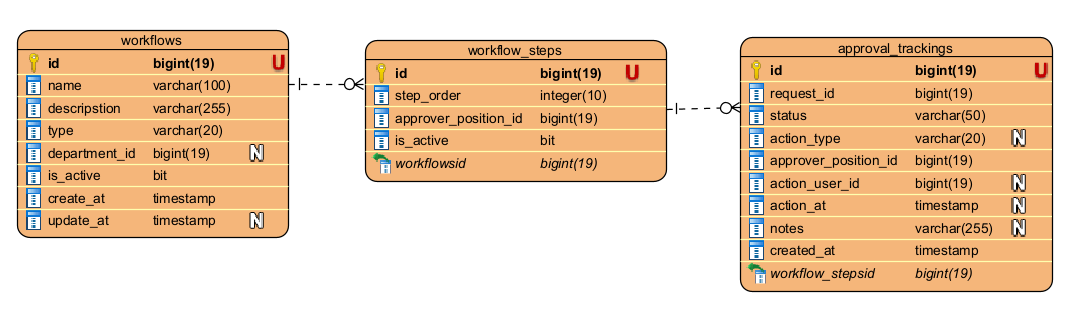 workflows
id bigint(19) U
name varchar(100)
descripstion varchar(255)
type varchar(20)
department_id bigint(19) N
is_active bit
create_at timestamp
update_at timestamp N
workflow_steps
id bigint(19) U
step_order integer(10)
approver_position_id bigint(19)
is_active bit
workflowsid bigint(19)
approval_trackings
id bigint(19) U
request_id bigint(19)
status varchar(50)
action_type varchar(20) N
approver_position_id bigint(19)
action_user_id bigint(19) N
action_at timestamp N
notes varchar(255) N
created_at timestamp
workflow_stepsid bigint(19)